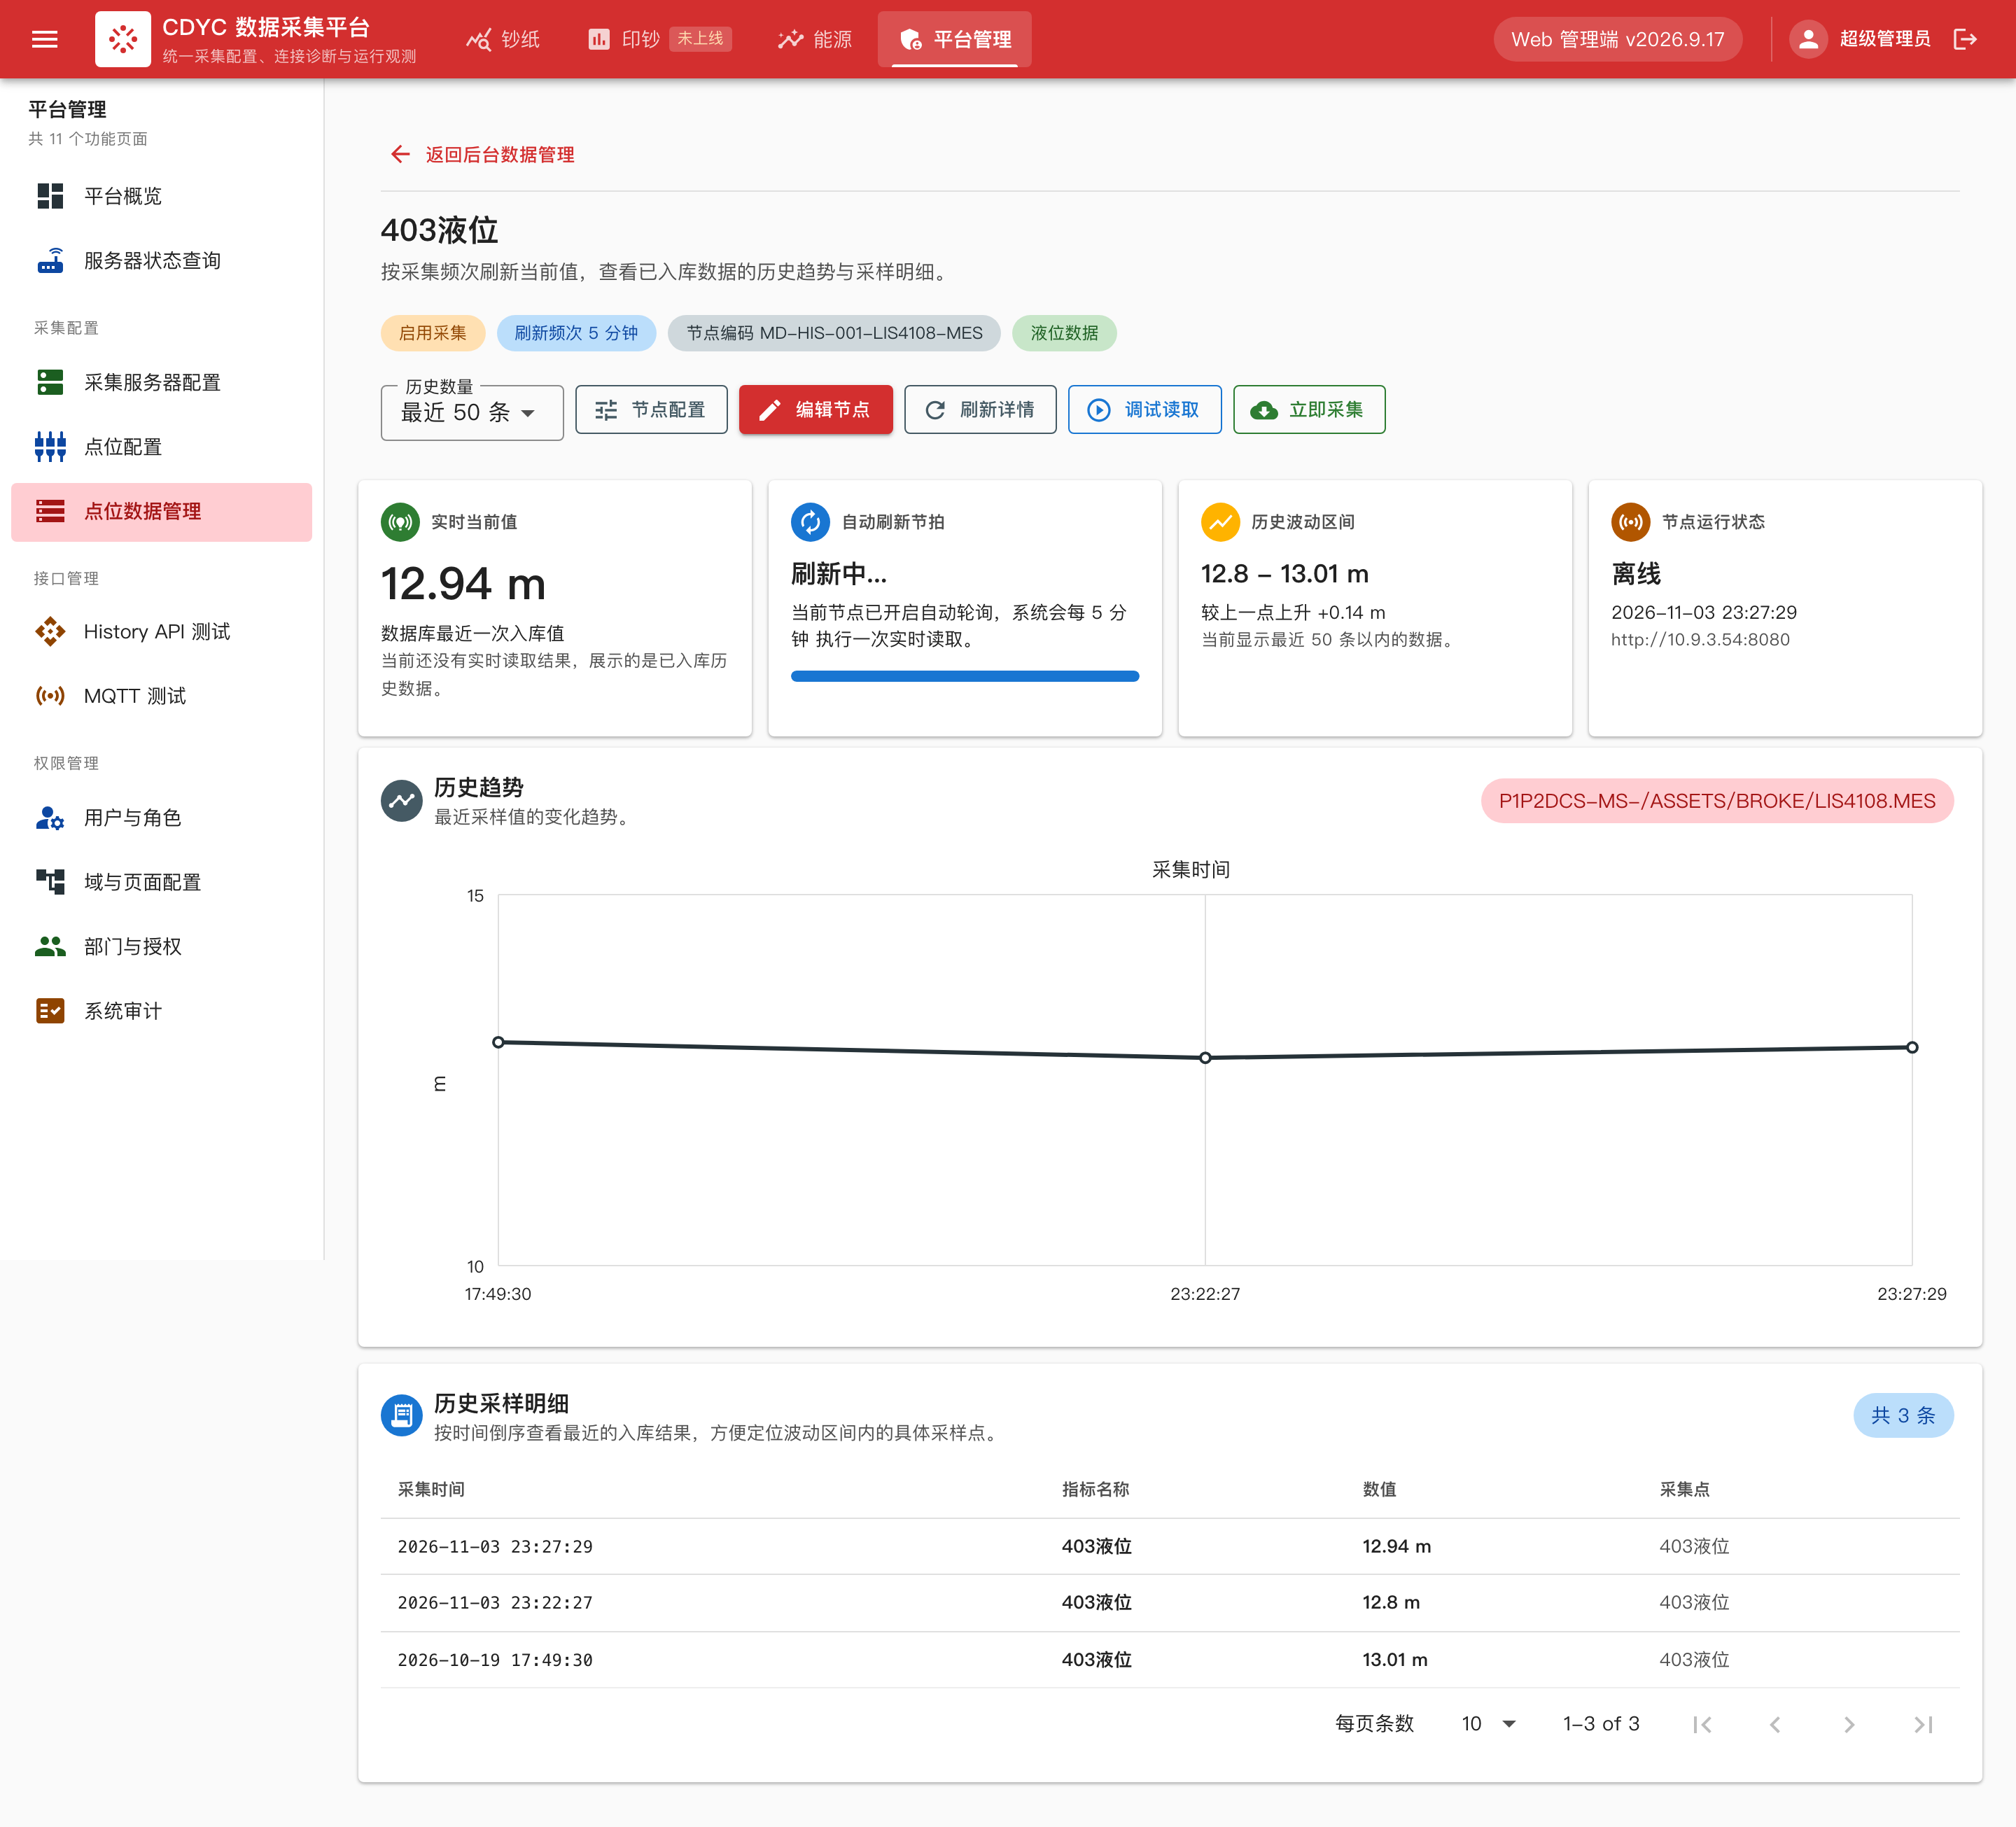 CDYC 数据采集平台
统一采集配置、连接诊断与运行观测
钞纸
印钞 未上线
能源
平台管理
Web 管理端 v2026.9.17
超级管理员
平台管理
共 11 个功能页面
平台概览
服务器状态查询
采集配置
采集服务器配置
点位配置
点位数据管理
接口管理
History API 测试
MQTT 测试
权限管理
用户与角色
域与页面配置
部门与授权
系统审计
返回后台数据管理
403液位
按采集频次刷新当前值，查看已入库数据的历史趋势与采样明细。
启用采集
刷新频次 5 分钟
节点编码 MD-HIS-001-LIS4108-MES
液位数据
历史数量
最近 50 条
节点配置
编辑节点
刷新详情
调试读取
立即采集
实时当前值
12.94 m
数据库最近一次入库值
当前还没有实时读取结果，展示的是已入库历
史数据。
自动刷新节拍
刷新中...
当前节点已开启自动轮询，系统会每 5 分
钟 执行一次实时读取。
历史波动区间
12.8 - 13.01 m
较上一点上升 +0.14 m
当前显示最近 50 条以内的数据。
节点运行状态
离线
2026-11-03 23:27:29
http://10.9.3.54:8080
历史趋势
最近采样值的变化趋势。
P1P2DCS-MS-/ASSETS/BROKE/LIS4108.MES
采集时间
15
m
10
17:49:30
23:22:27
23:27:29
历史采样明细
按时间倒序查看最近的入库结果，方便定位波动区间内的具体采样点。
共 3 条
采集时间 指标名称 数值 采集点
2026-11-03 23:27:29 403液位 12.94 m 403液位
2026-11-03 23:22:27 403液位 12.8 m 403液位
2026-10-19 17:49:30 403液位 13.01 m 403液位
每页条数 10 1-3 of 3